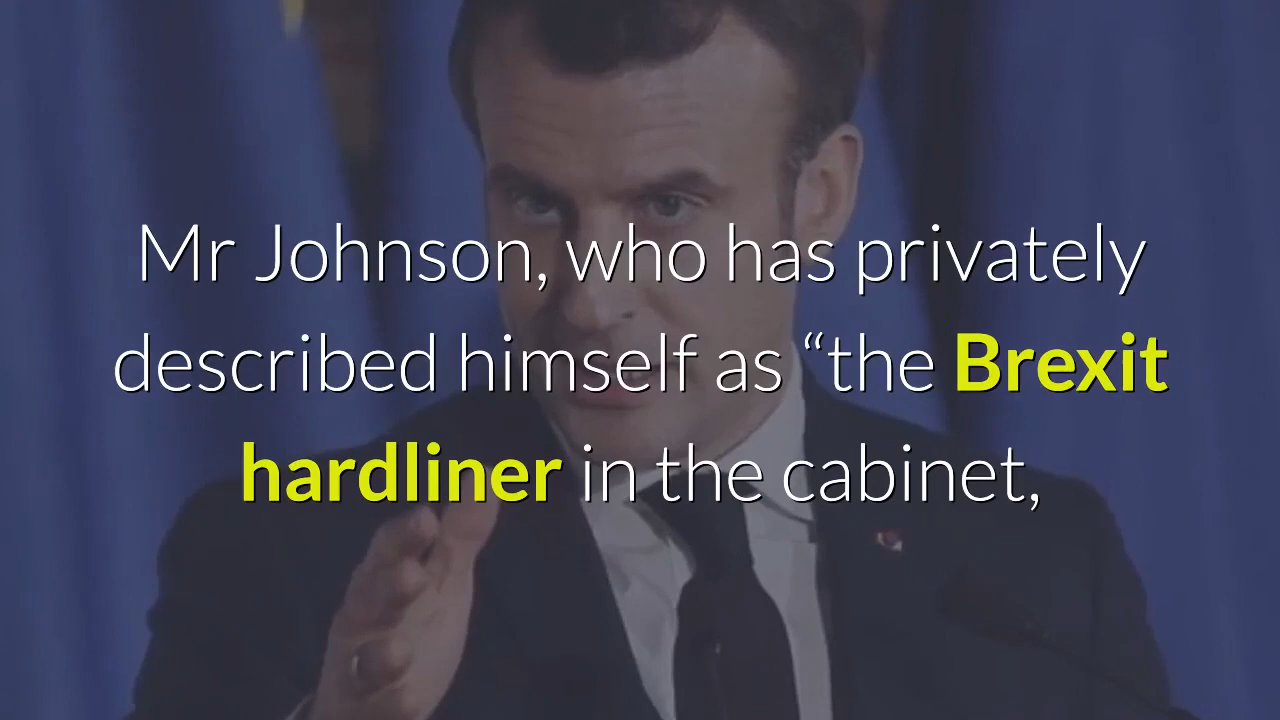 Mr Johnson, who has privately
described himself as “the Brexit
hardliner in the cabinet,